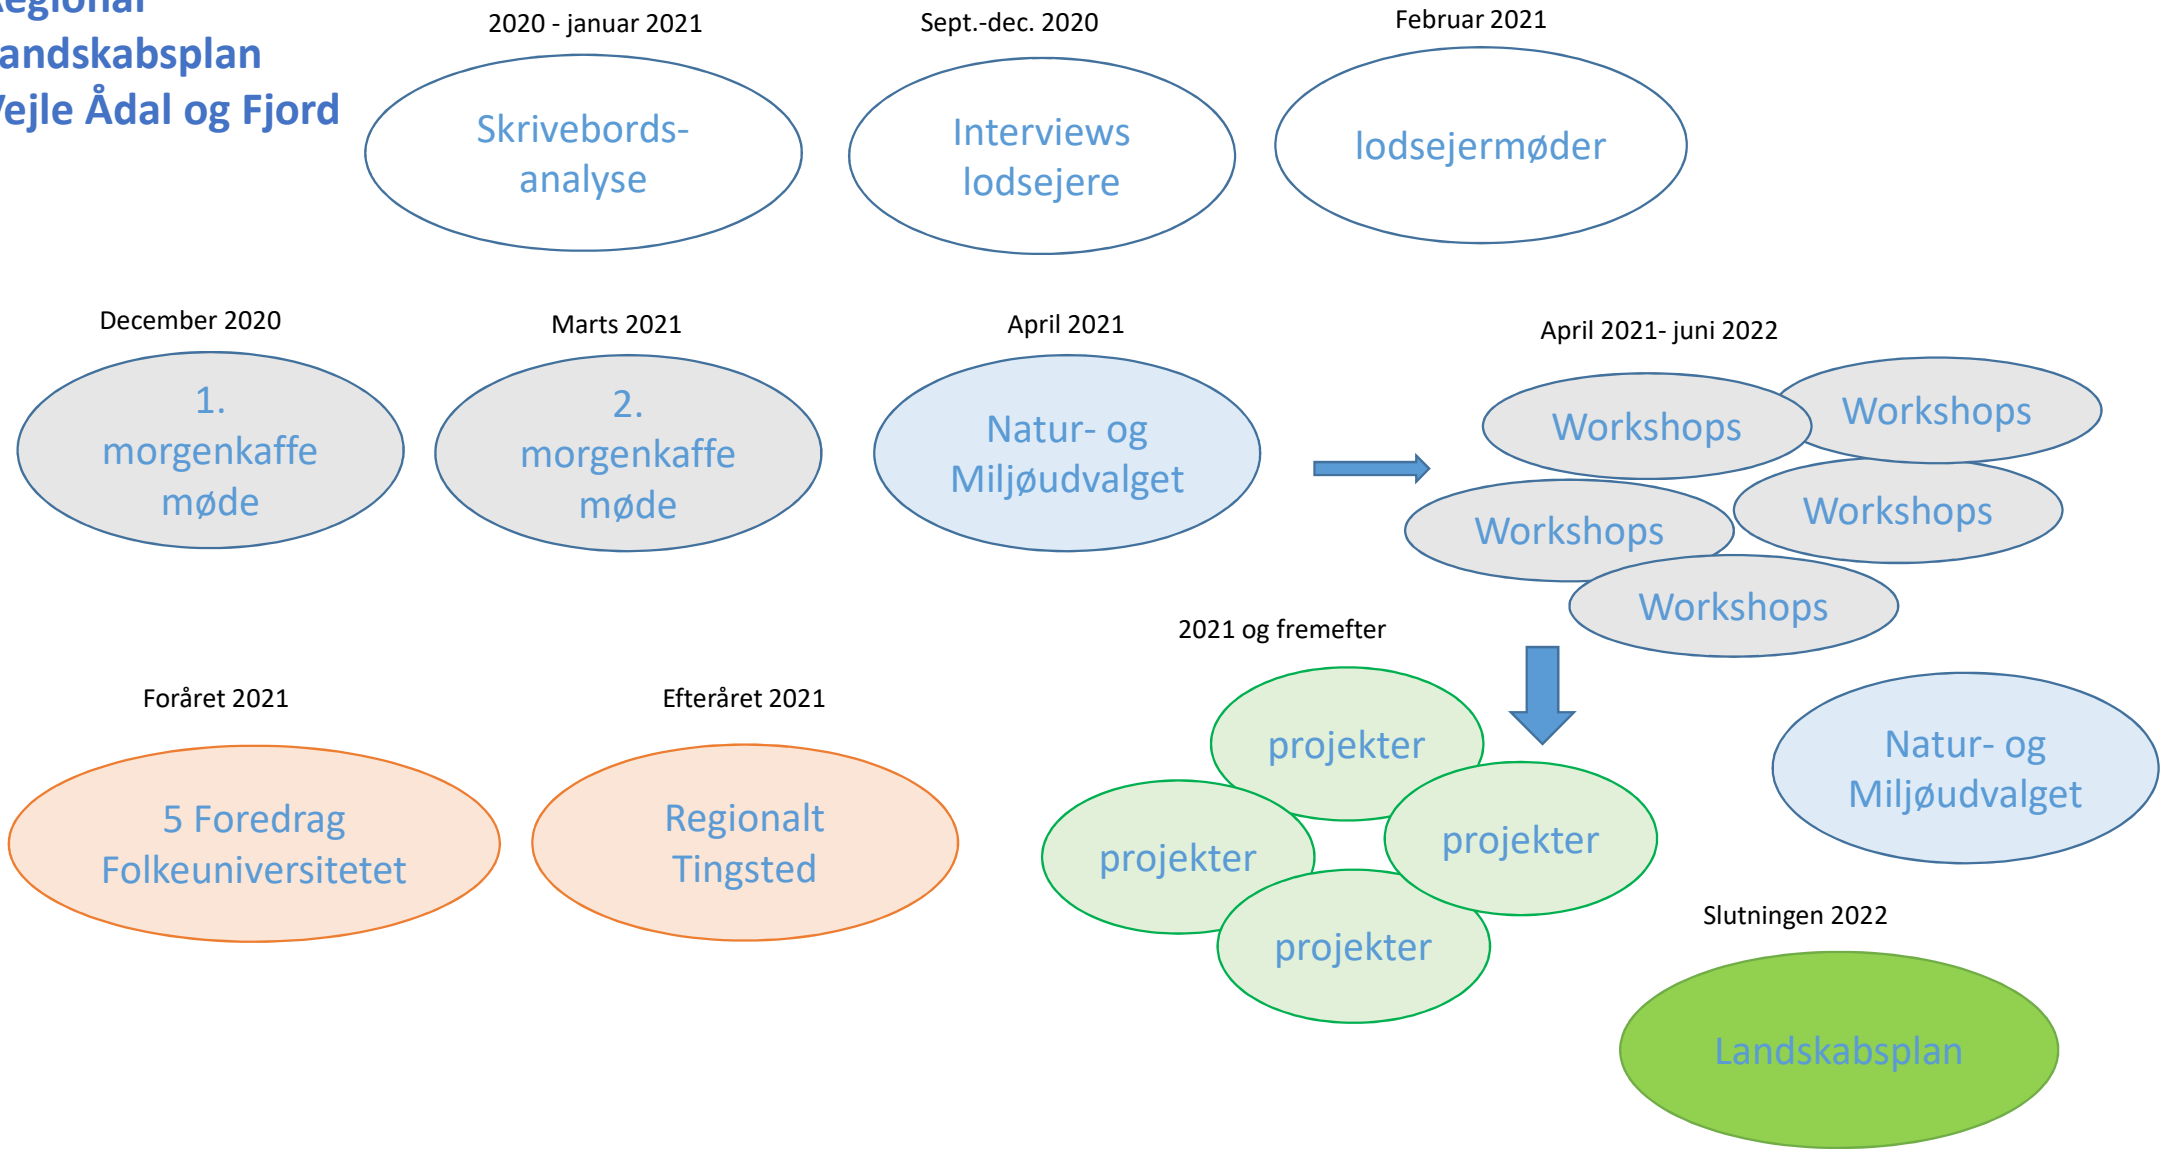 Regional
Landskabsplan
Vejle Ådal og Fjord
2020 - januar 2021
Skrivebords-
analyse
Sept.-dec. 2020
Interviews
lodsejere
Februar 2021
lodsejermøder
December 2020
1.
morgenkaffe
møde
Marts 2021
2.
morgenkaffe
møde
April 2021
Natur- og
Miljøudvalget
April 2021- juni 2022
Workshops
Workshops
Workshops
Workshops
Workshops
Foråret 2021
5 Foredrag
Folkeuniversitetet
Efteråret 2021
Regionalt
Tingsted
2021 og fremefter
projekter
projekter
projekter
projekter
Natur- og
Miljøudvalget
Slutningen 2022
Landskabsplan